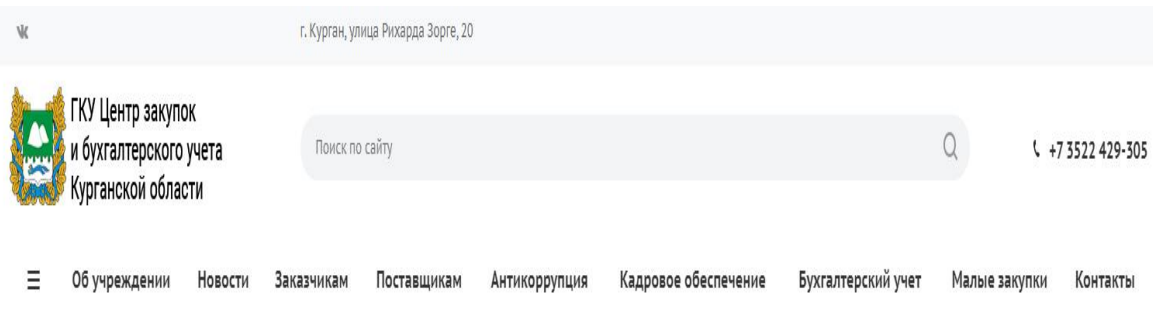 г. Курган, улица Рихарда Зорге, 20
ГКУ Центр закупок
и бухгалтерского учета
Курганской области
Поиск по сайту
+7 3522 429-305
Об учреждении Новости Заказчикам Поставщикам Антикоррупция Кадровое обеспечение Бухгалтерский учет Малые закупки Контакты